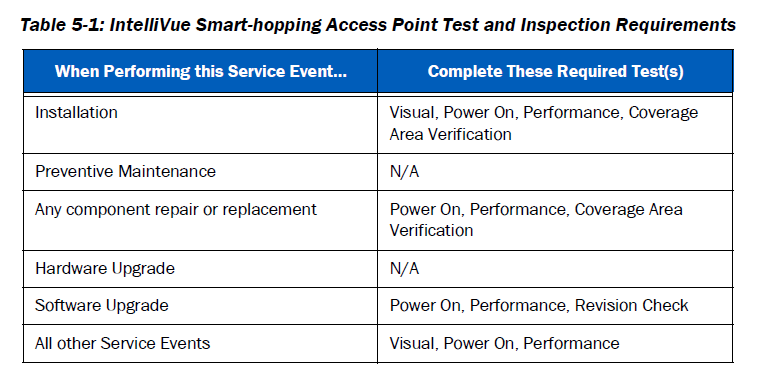 Table 5-1: IntelliVue Smart-hopping Access Point Test and Inspection Requirements
When Performing this Service Event... Complete These Required Test(s)
Installation Visual, Power On, Performance, Coverage
Area Verification
Preventive Maintenance N/A
Any component repair or replacement Power On, Performance, Coverage Area
Verification
Hardware Upgrade N/A
Software Upgrade Power On, Performance, Revision Check
All other Service Events Visual, Power On, Performance